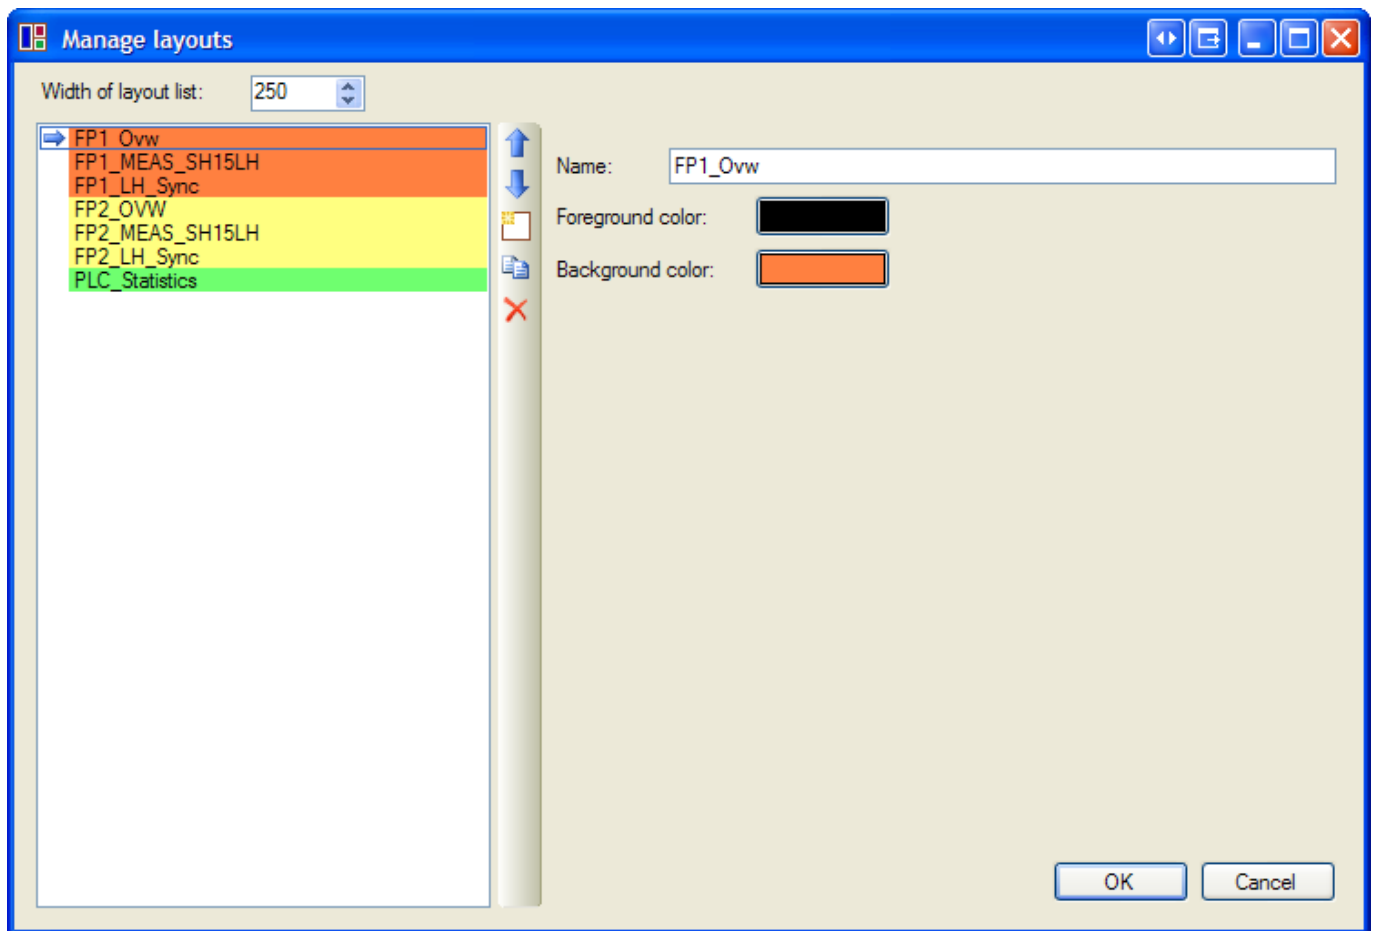 Manage layouts
Width of layout list: 250
FP1_Ovw
FP1_MEAS_SH15LH
FP1_LH_Sync
FP2_OVW
FP2_MEAS_SH15LH
FP2_LH_Sync
PLC_Statistics
Name: FP1_Ovw
Foreground color:
Background color:
OK Cancel